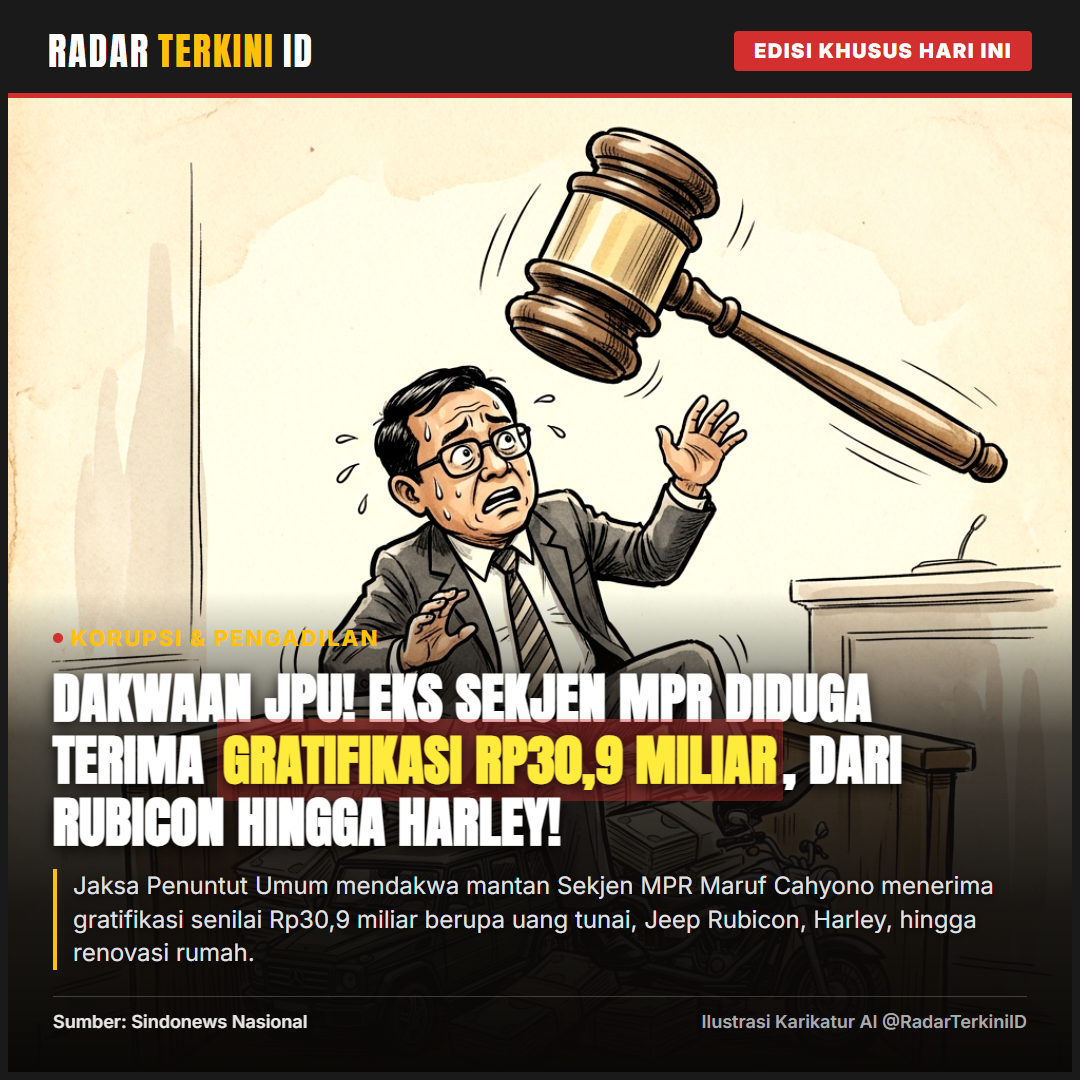 RADAR TERKINI ID
EDISI KHUSUS HARI INI
KORUPSI & PENGADILAN
DAKWAAN JPU! EKS SEKJEN MPR DIDUGA
TERIMA GRATIFIKASI RP30,9 MILIAR, DARI
RUBICON HINGGA HARLEY!
Jaksa Penuntut Umum mendakwa mantan Sekjen MPR Maruf Cahyono menerima
gratifikasi senilai Rp30,9 miliar berupa uang tunai, Jeep Rubicon, Harley, hingga
renovasi rumah.
Sumber: Sindonews Nasional
Ilustrasi Karikatur AI @RadarTerkiniID